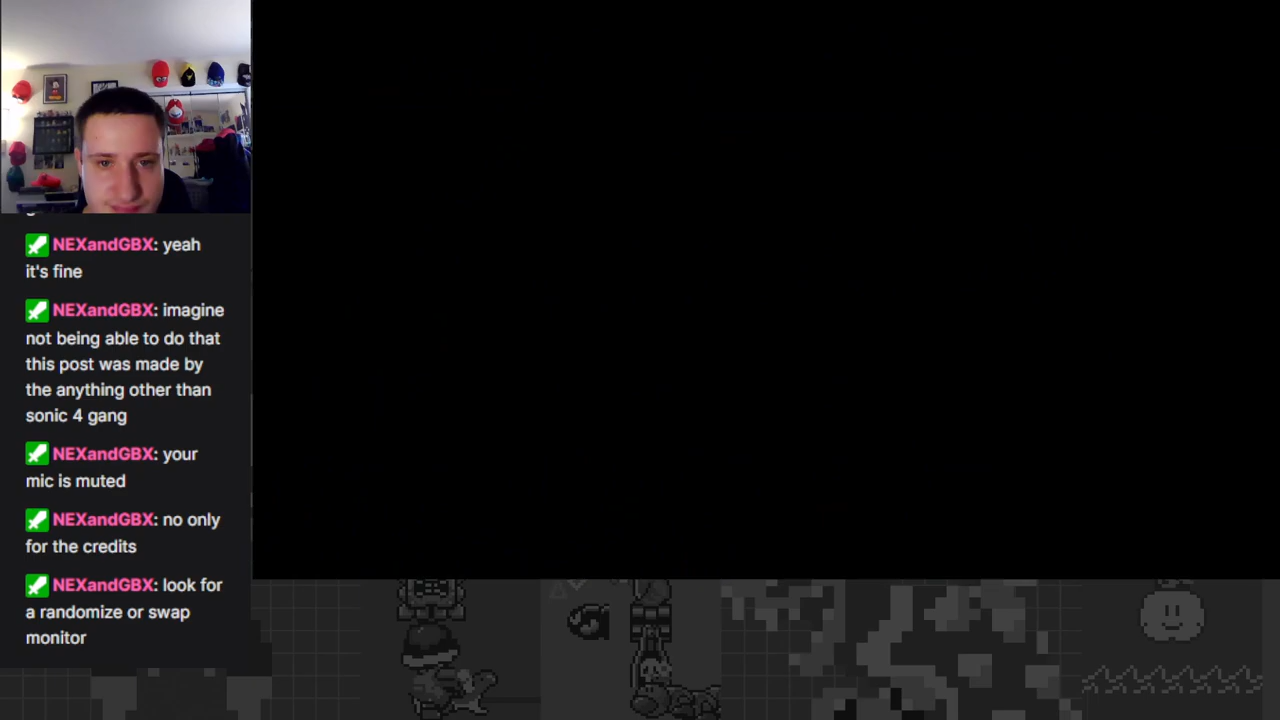 NEXandGBX: yeah
it's fine
NEXandGBX: imagine
not being able to do that
this post was made by
the anything other than
sonic 4 gang
NEXandGBX: your
mic is muted
NEXandGBX: no only
for the credits
NEXandGBX: look for
a randomize or swap
monitor